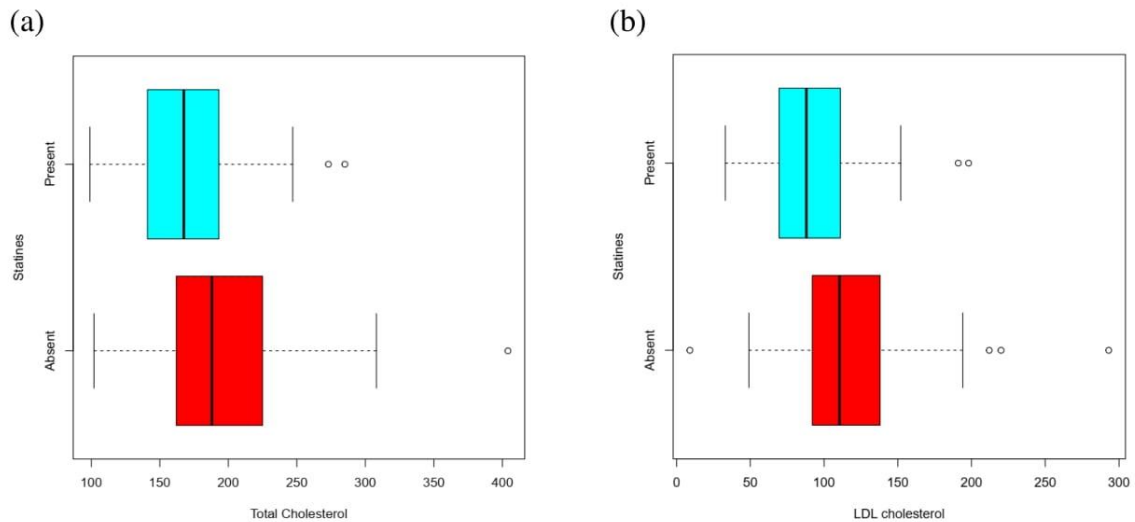 (a)
Statines
Present
Absent
100 150 200 250 300 350 400
Total Cholesterol
(b)
Statines
Present
Absent
0 50 100 150 200 250 300
LDL cholesterol